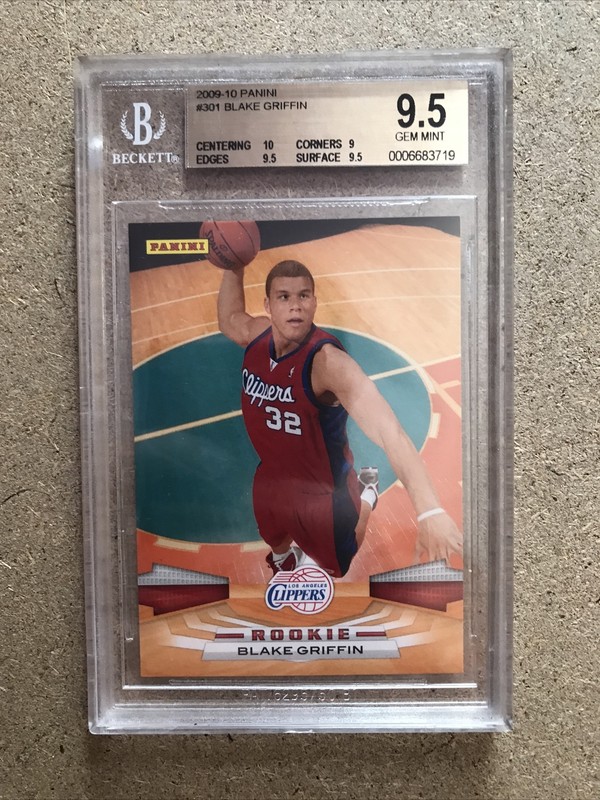 2009-10 PANINI
#301 BLAKE GRIFFIN
CENTERING 10 CORNERS 9
EDGES 9.5 SURFACE 9.5
9.5
GEM MINT
0006683719
B
BECKETT®
PANINI
SPALDING
Clippers
32
LOS ANGELES
CLIPPERS
ROOKIE
BLAKE GRIFFIN